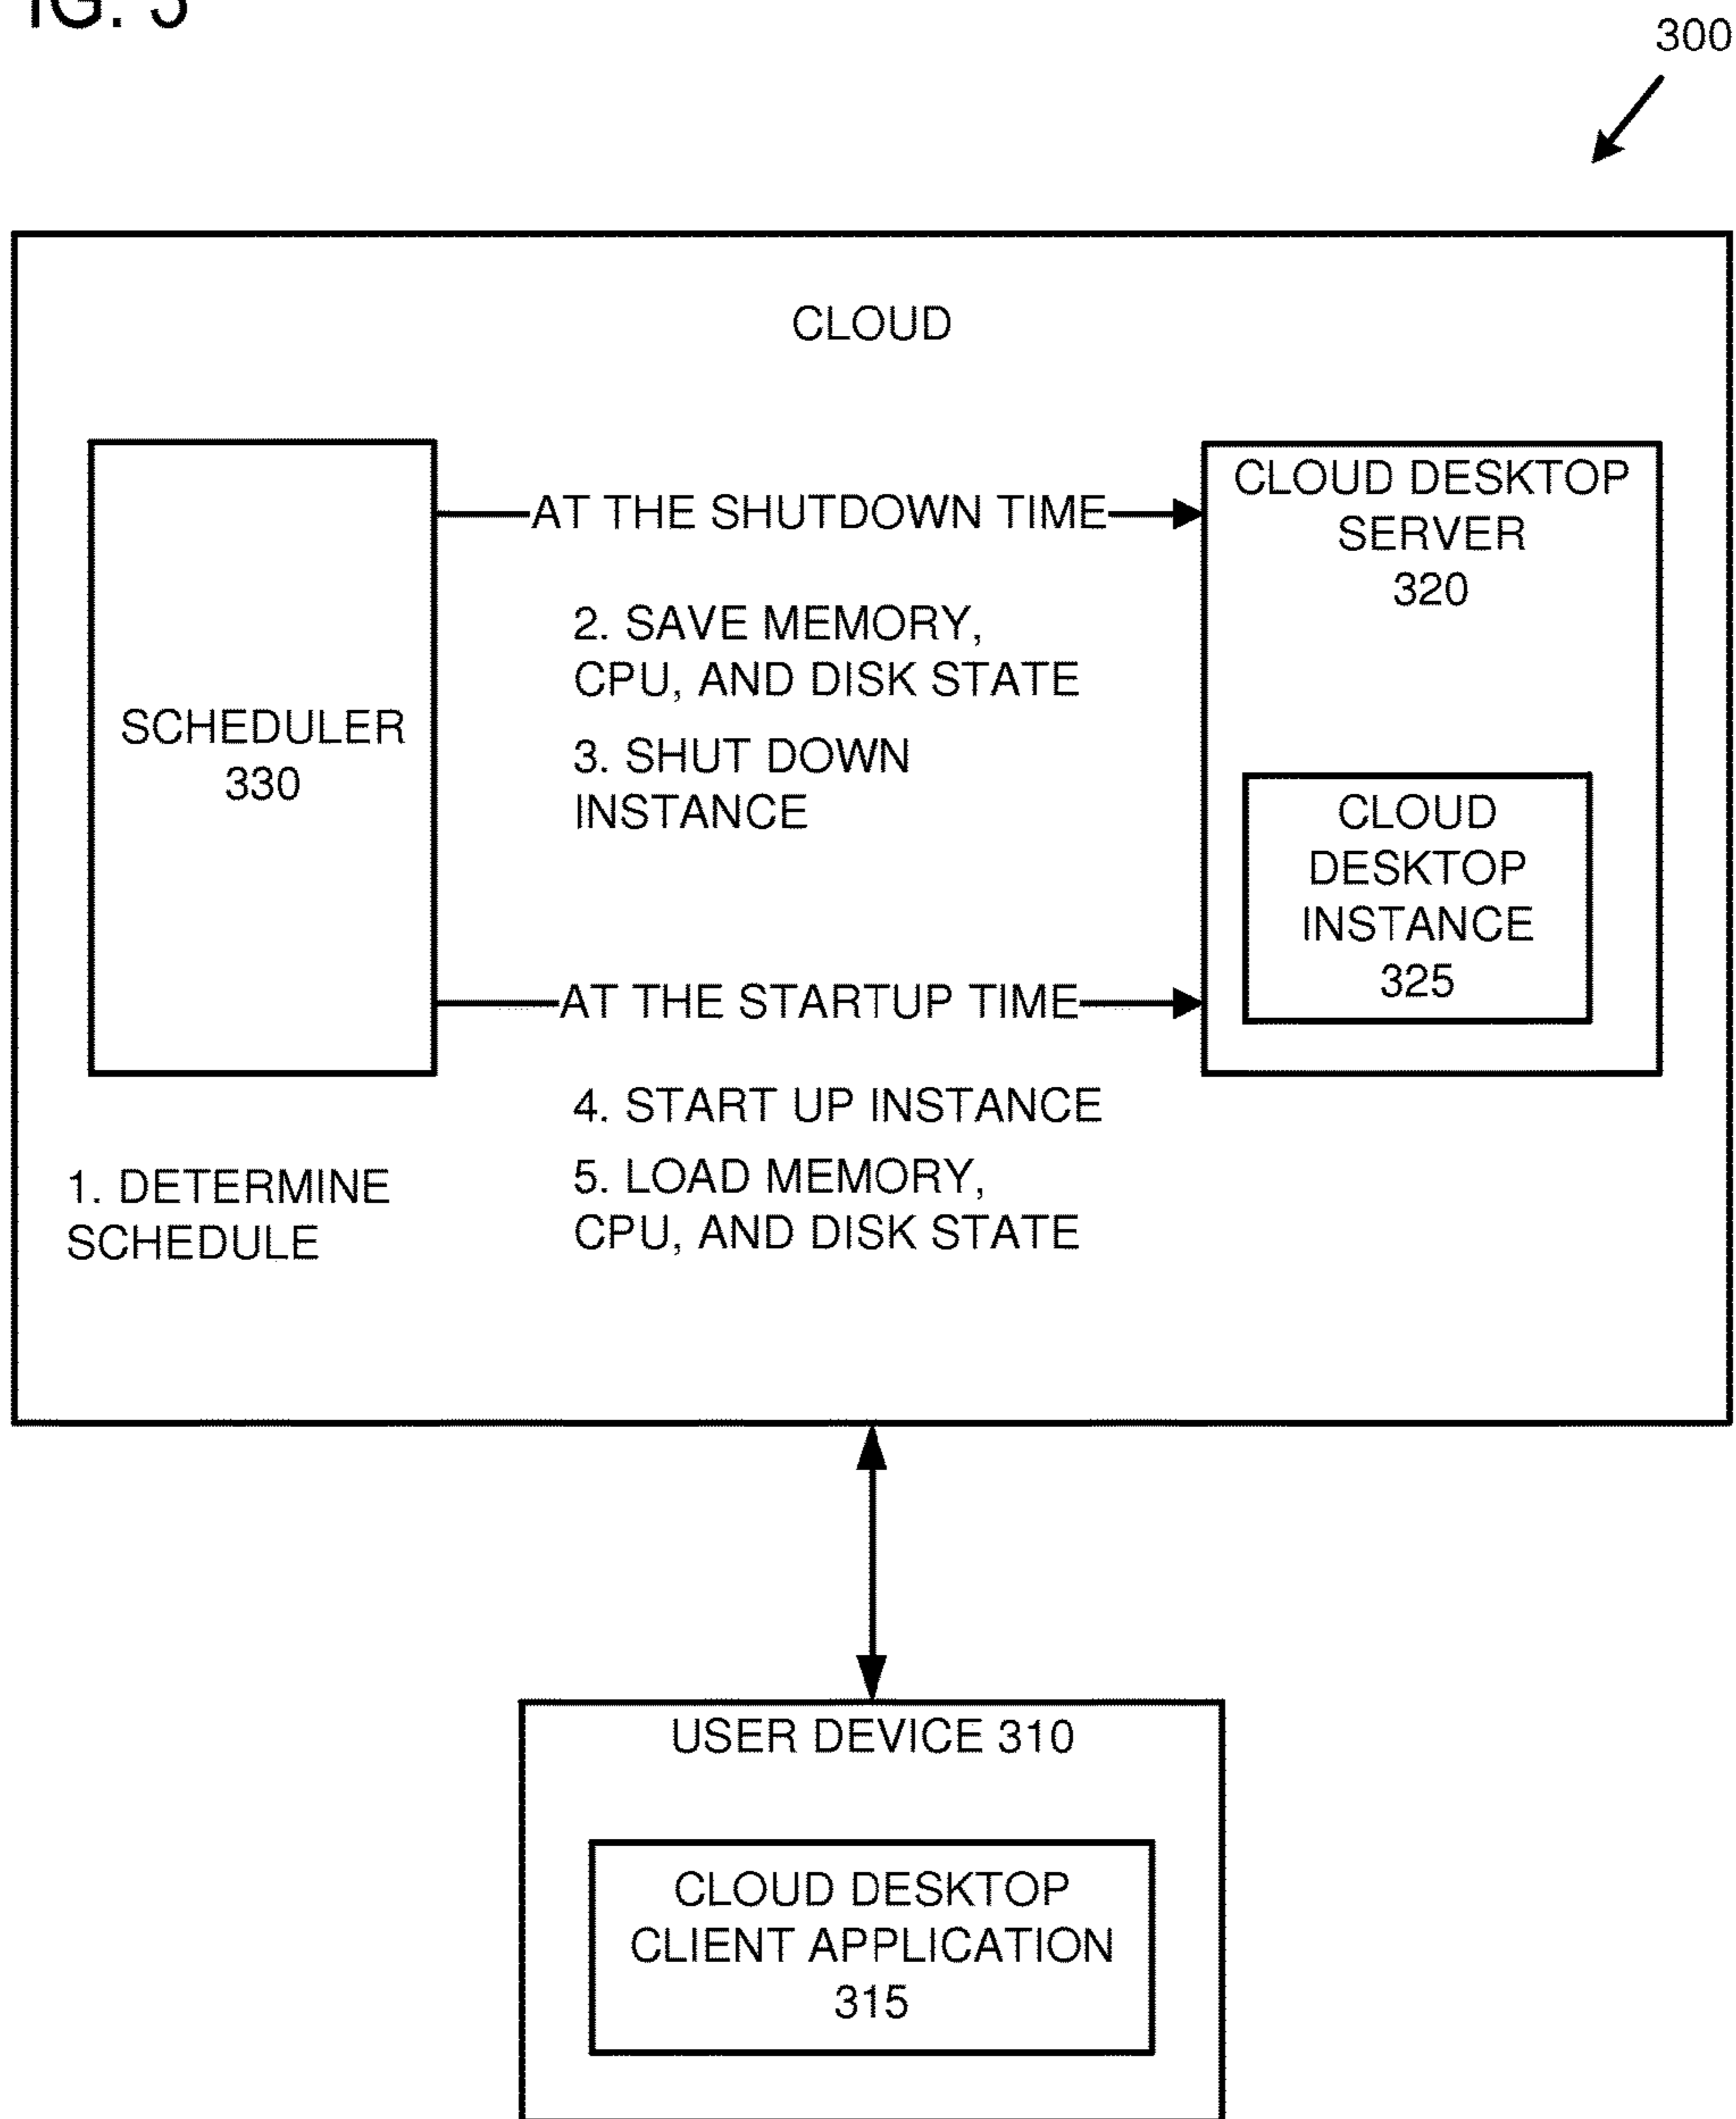 IG. 3
300
CLOUD
SCHEDULER
330
AT THE SHUTDOWN TIME
2. SAVE MEMORY,
CPU, AND DISK STATE
3. SHUT DOWN
INSTANCE
CLOUD DESKTOP
SERVER
320
CLOUD
DESKTOP
INSTANCE
325
AT THE STARTUP TIME
4. START UP INSTANCE
5. LOAD MEMORY,
CPU, AND DISK STATE
1. DETERMINE
SCHEDULE
USER DEVICE 310
CLOUD DESKTOP
CLIENT APPLICATION
315